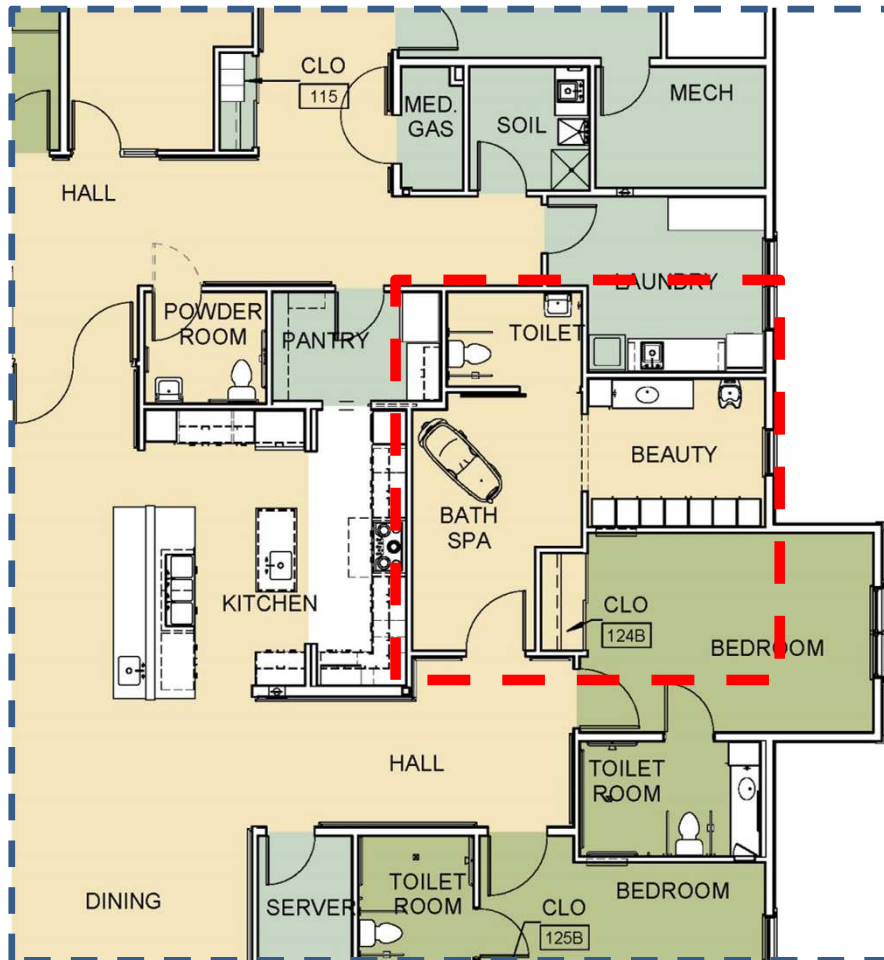 CLO
115
MED.
GAS
SOIL
MECH
HALL
LAUNDRY
POWDER
ROOM
PANTRY
TOILET
BEAUTY
BATH
SPA
KITCHEN
CLO
124B
BEDROOM
HALL
TOILET
ROOM
DINING
SERVER
TOILET
ROOM
CLO
125B
BEDROOM